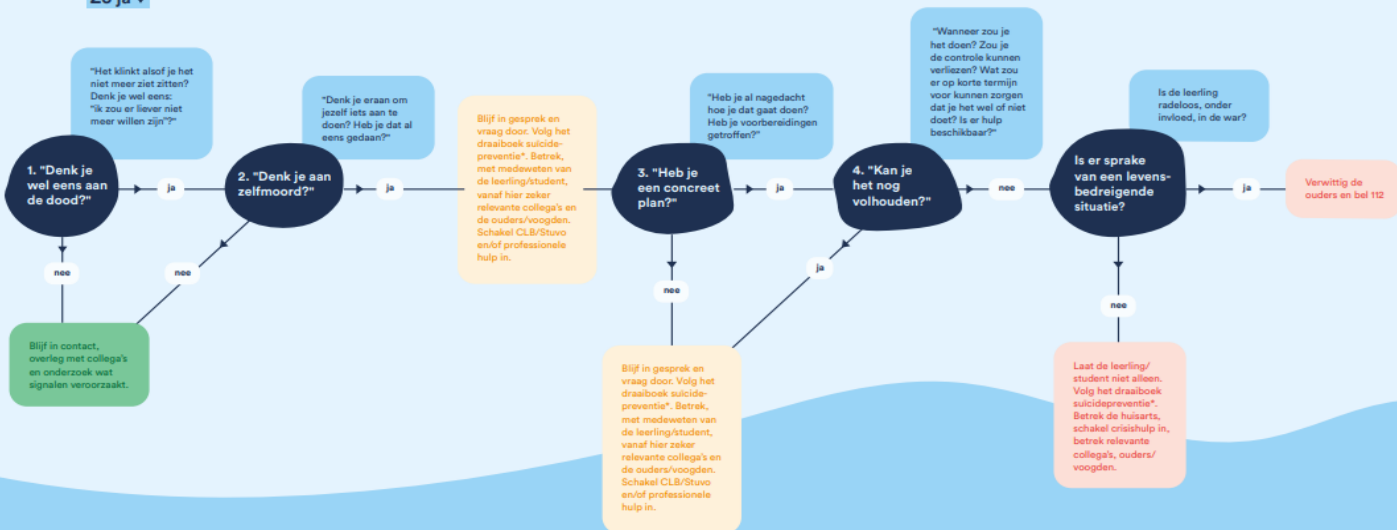 Zo ja
"Het klinkt alsof je het
niet meer ziet zitten?
Denk je wel eens:
"ik zou er liever niet
meer willen zijn"?"
1. "Denk je
wel eens aan
de dood?"
ja
nee
Blijf in contact,
overleg met collega's
en onderzoek wat
signalen veroorzaakt.
"Denk je eraan om
jezelf iets aan te
doen? Heb je dat al
eens gedaan?"
2. "Denk je aan
zelfmoord?"
ja
nee
Blijf in gesprek en
vraag door. Volg het
draaiboek suicide-
preventie*. Betrek,
met medeweten van
de leerling/student,
vanaf hier zeker
relevante collega's en
de ouders/voogden.
Schakel CLB/Stuvo
en/of professionele
hulp in.
"Heb je al nagedacht
hoe je dat gaat doen?
Heb je voorbereidingen
getroffen?"
3. "Heb je
een concreet
plan?"
ja
nee
Blijf in gesprek en
vraag door. Volg het
draaiboek suicide-
preventie*. Betrek,
met medeweten van
de leerling/student,
vanaf hier zeker
relevante collega's en
de ouders/voogden.
Schakel CLB/Stuvo
en/of professionele
hulp in.
"Wanneer zou je
het doen? Zou je
de controle kunnen
verliezen? Wat zou
er op korte termijn
voor kunnen zorgen
dat je het wel of niet
doet? Is er hulp
beschikbaar?"
4. "Kan je
het nog
volhouden?"
nee
ja
Is de leerling
radeloos, onder
invloed, in de war?
Is er sprake
van een levens-
bedreigende
situatie?
ja
Verwittig de
ouders en bel 112
nee
Laat de leerling/
student niet alleen.
Volg het draaiboek
suicidepreventie*.
Betrek de huisarts,
schakel crisishulp in,
betrek relevante
collega's, ouders/
voogden.